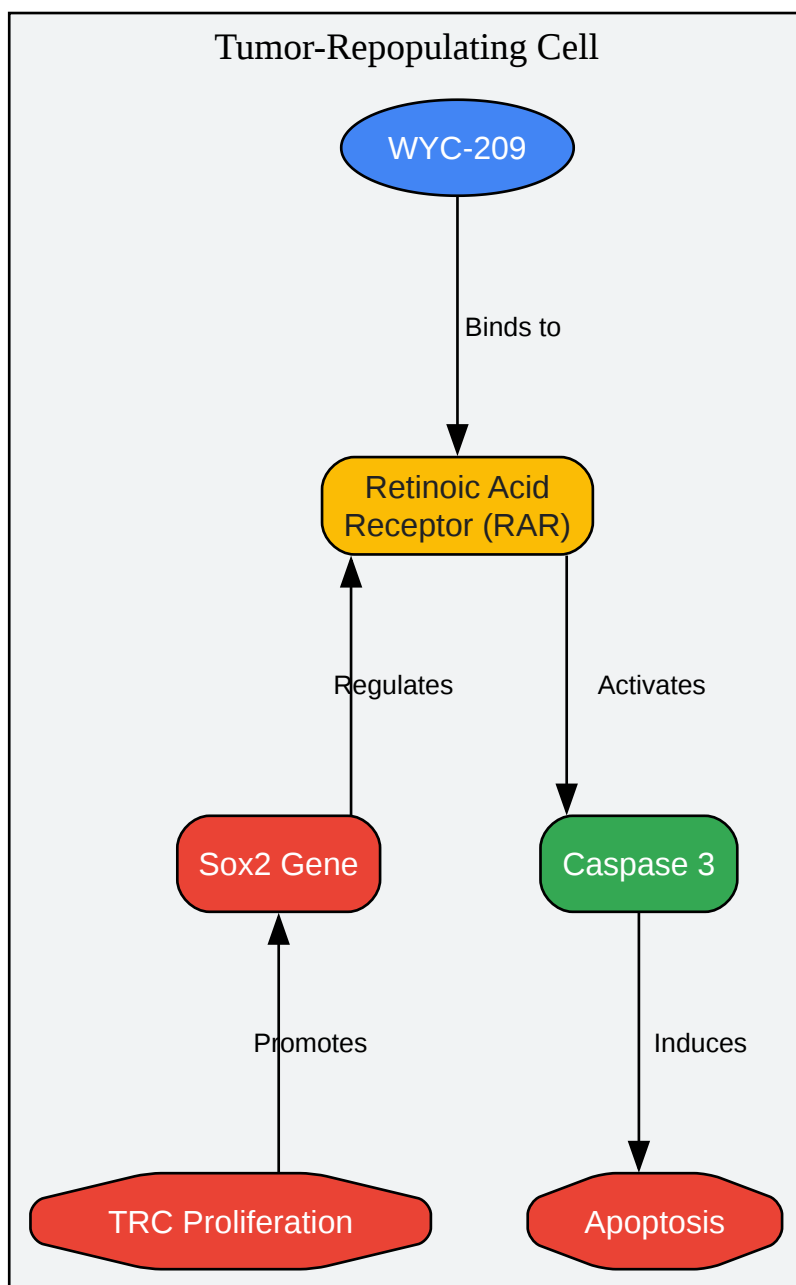 Tumor-Repopulating Cell
WYC-209
Binds to
Retinoic Acid
Receptor (RAR)
Regulates
Activates
Sox2 Gene
Caspase 3
Promotes
Induces
TRC Proliferation
Apoptosis